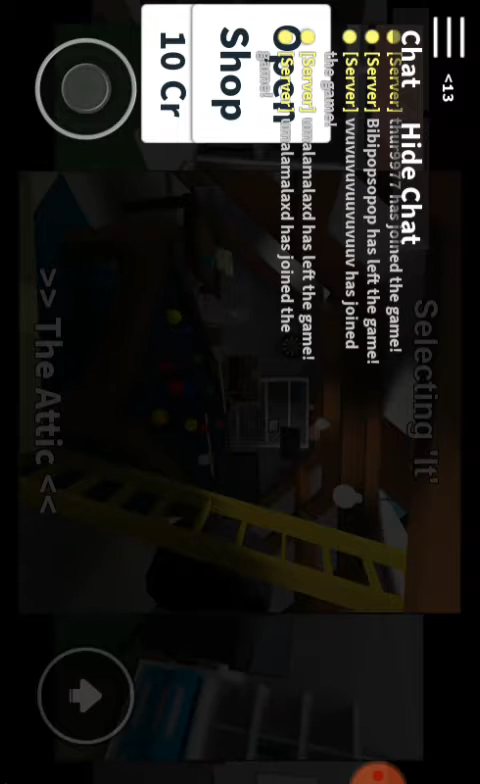 <13
Chat Hide Chat
[Server] thur9977 has joined the game!
[Server] Bibipopsopop has left the game!
[Server] vvuvuvuuvuvuuv has joined
the game!
[Server] umalamalaxd has left the game!
[Server] umalamalaxd has joined the
game!
Open
Shop
10 Cr
Selecting 'It'
>> The Attic <<